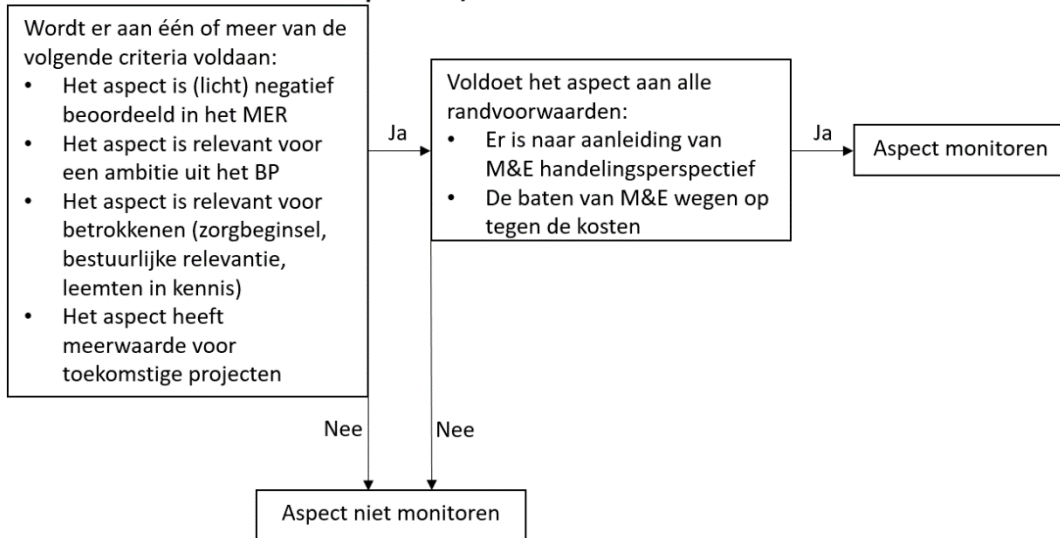 Wordt er aan één of meer van de
volgende criteria voldaan:
• Het aspect is (licht) negatief
beoordeeld in het MER
• Het aspect is relevant voor
een ambitie uit het BP
• Het aspect is relevant voor
betrokkenen (zorgbeginsel,
bestuurlijke relevantie,
leemten in kennis)
• Het aspect heeft
meerwaarde voor
toekomstige projecten
Ja
Voldoet het aspect aan alle
randvoorwaarden:
• Er is naar aanleiding van
M&E handelingsperspectief
• De baten van M&E wegen op
tegen de kosten
Ja
Aspect monitoren
Nee
Nee
Aspect niet monitoren